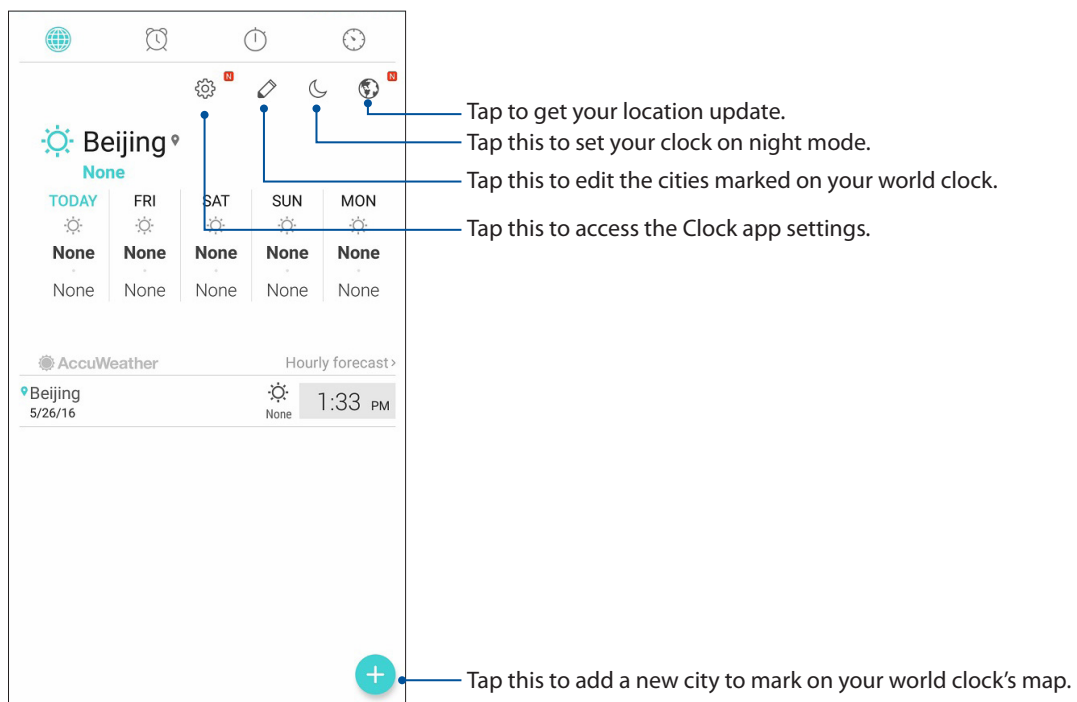 N N
Tap to get your location update.
Tap this to set your clock on night mode.
Beijing
None
Tap this to edit the cities marked on your world clock.
TODAY FRI SAT SUN MON
Tap this to access the Clock app settings.
None None None None None
None None None None None
AccuWeather Hourly forecast >
Beijing
5/26/16 None 1:33 PM
Tap this to add a new city to mark on your world clock’s map.